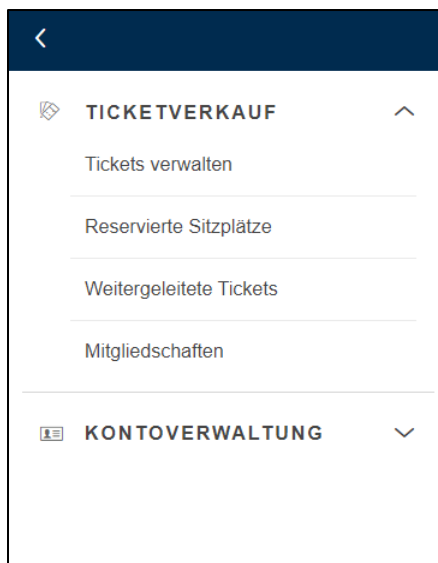 TICKETVERKAUF
Tickets verwalten
Reservierte Sitzplätze
Weitergeleitete Tickets
Mitgliedschaften
KONTOVERWALTUNG